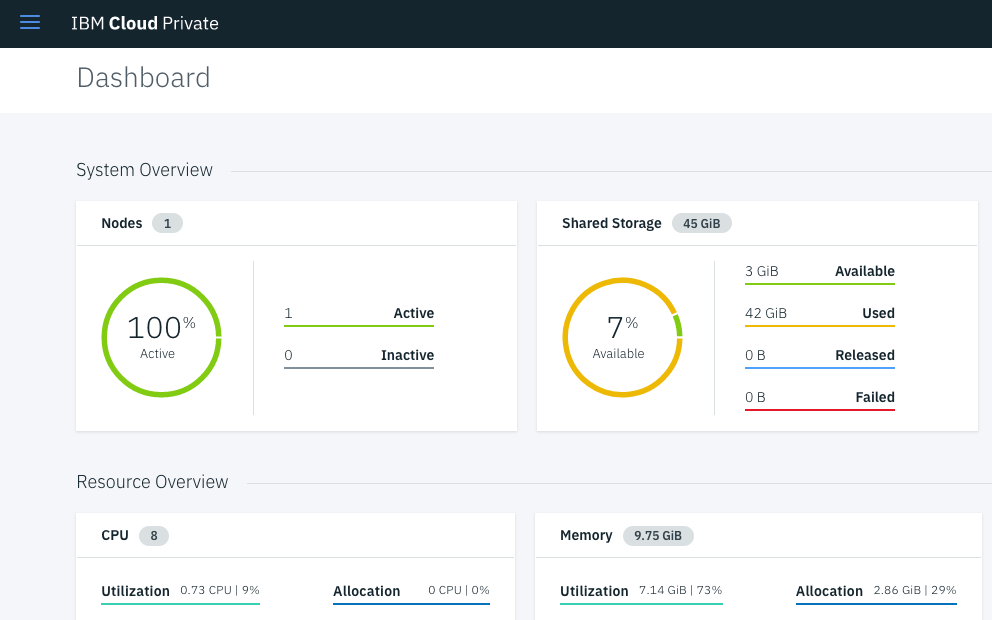 IBM Cloud Private
Dashboard
System Overview
Nodes 1
100%
Active
1 Active
0 Inactive
Shared Storage 45 GiB
7%
Available
3 GiB Available
42 GiB Used
0 B Released
0 B Failed
Resource Overview
CPU 8
Utilization 0.73 CPU | 9%
Allocation 0 CPU | 0%
Memory 9.75 GiB
Utilization 7.14 GiB | 73%
Allocation 2.86 GiB | 29%